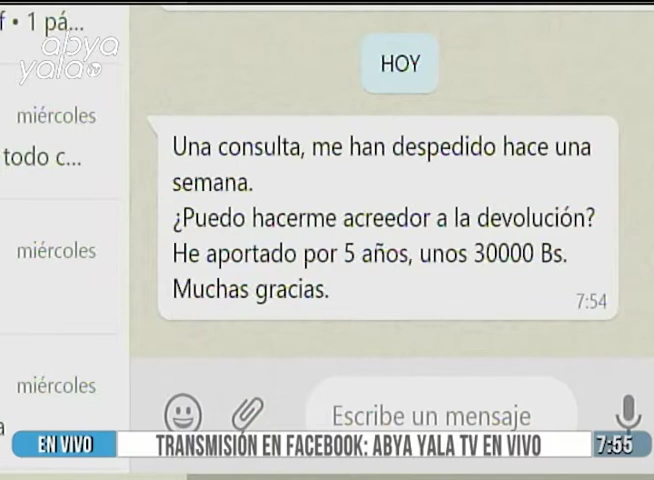 f • 1 pá...
abya
yala tv
HOY
miércoles
todo c...
Una consulta, me han despedido hace una
semana.
¿Puedo hacerme acreedor a la devolución?
He aportado por 5 años, unos 30000 Bs.
Muchas gracias.
7:54
miércoles
miércoles
a
Escribe un mensaje
EN VIVO
TRANSMISIÓN EN FACEBOOK: ABYA YALA TV EN VIVO
7:55